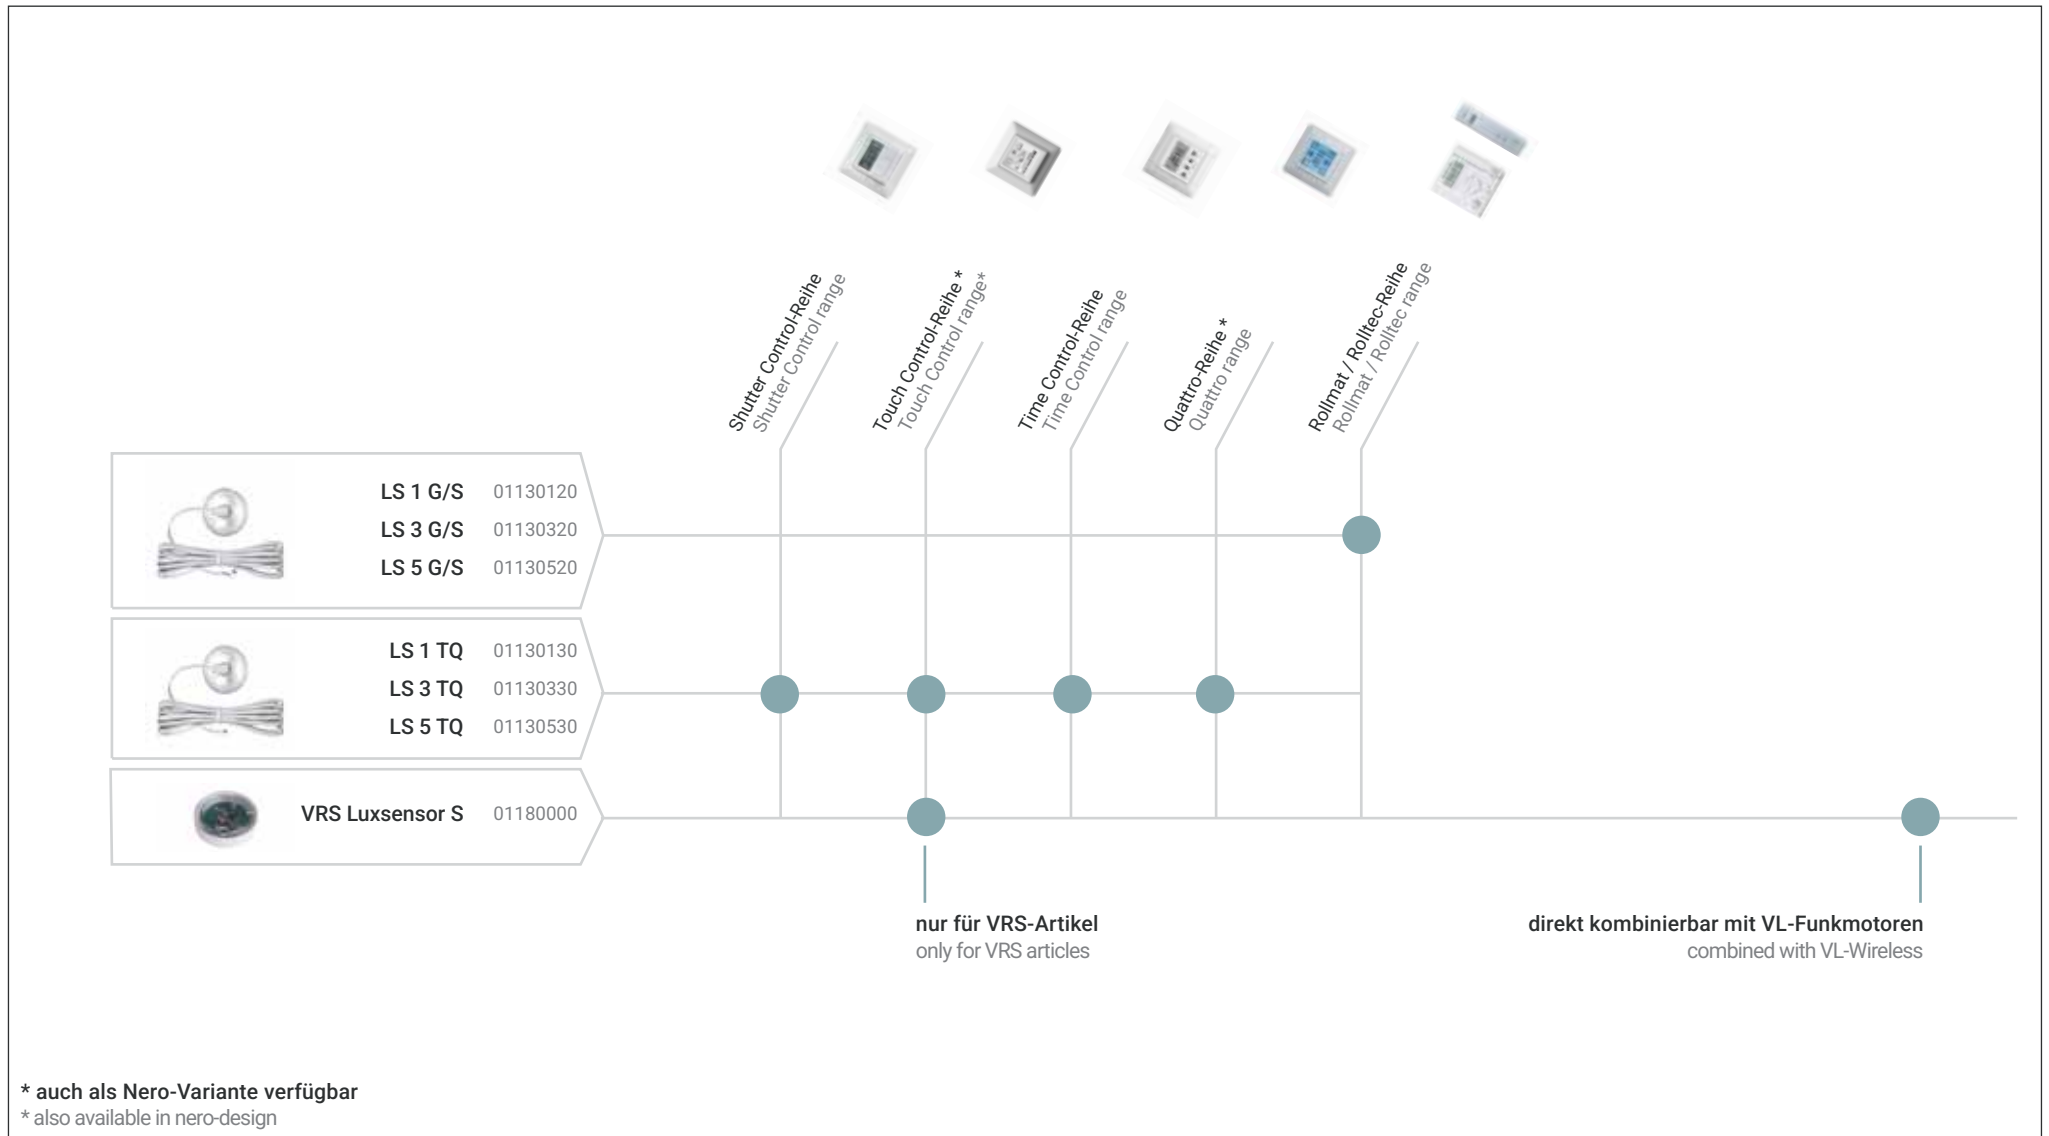 Shutter Control-Reihe
Shutter Control range
Touch Control-Reihe *
Touch Control range*
Time Control-Reihe
Time Control range
Quattro-Reihe *
Quattro range
Rollmat / Rolltec-Reihe
Rollmat / Rolltec range
LS 1 G/S 01130120
LS 3 G/S 01130320
LS 5 G/S 01130520
LS 1 TQ 01130130
LS 3 TQ 01130330
LS 5 TQ 01130530
VRS Luxsensor S 01180000
nur für VRS-Artikel
only for VRS articles
direkt kombinierbar mit VL-Funkmotoren
combined with VL-Wireless
* auch als Nero-Variante verfügbar
* also available in nero-design